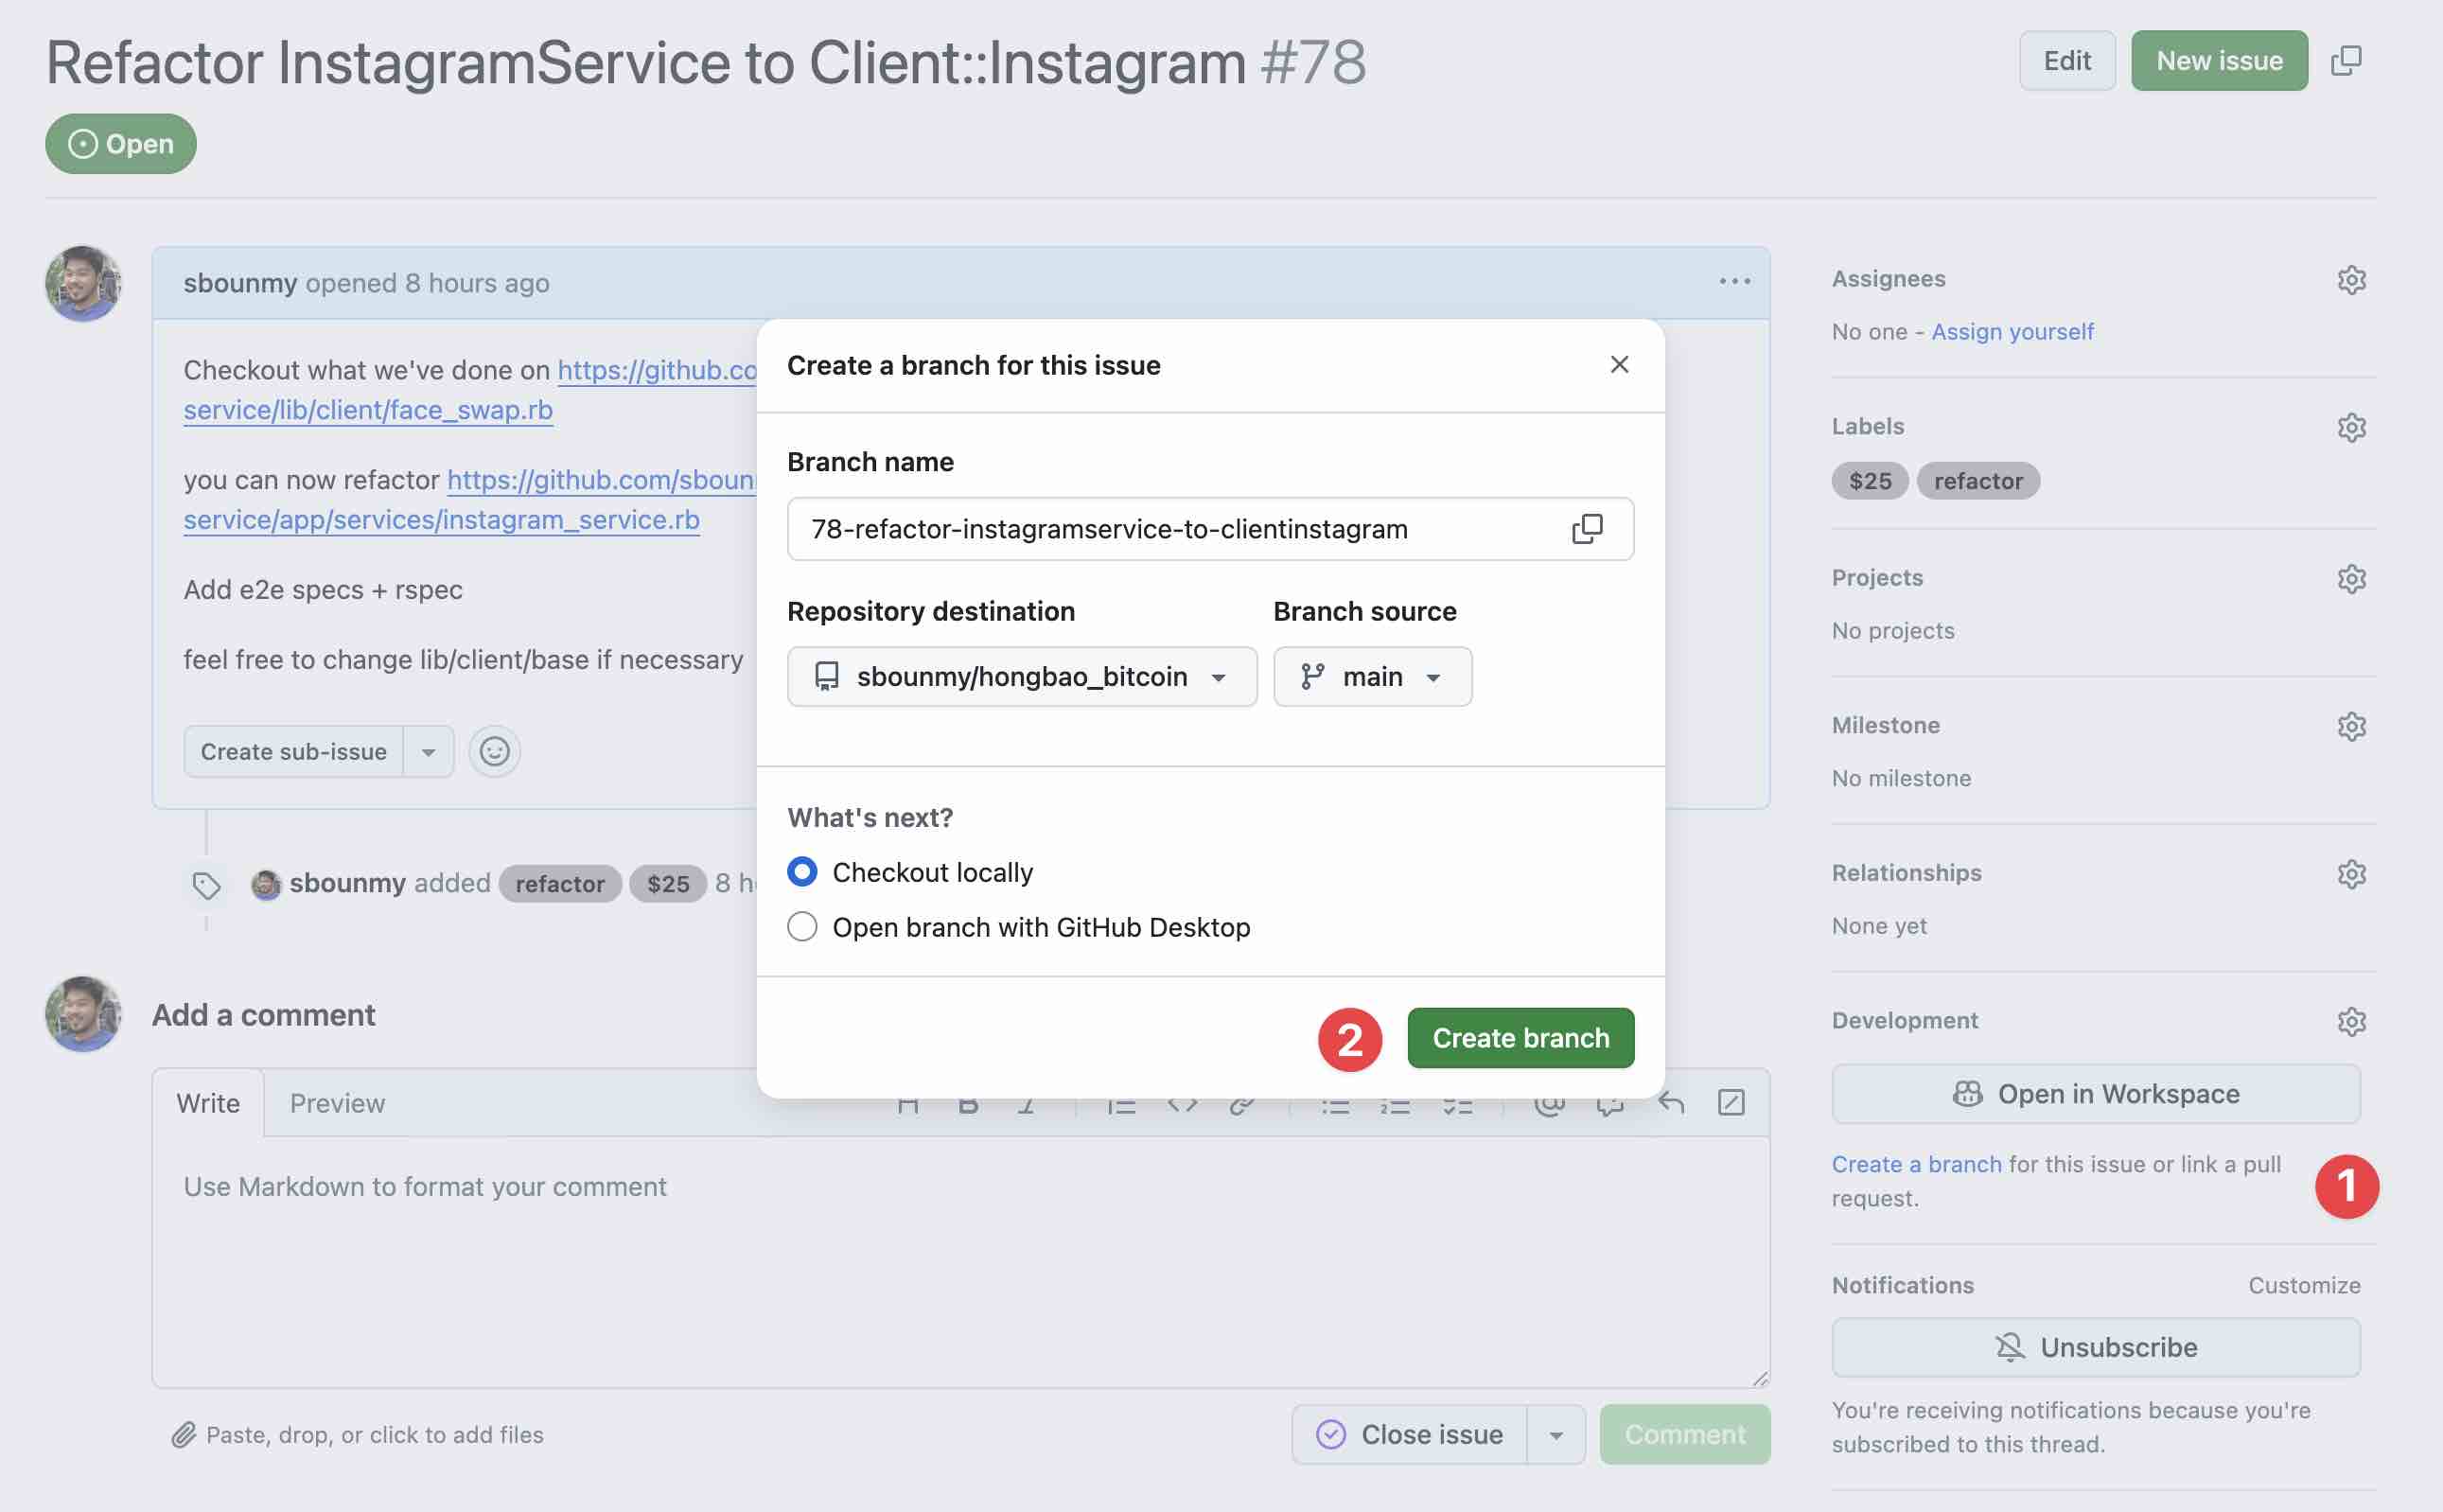 Refactor InstagramService to Client::Instagram #78
Edit
New issue
Open
sbounmy opened 8 hours ago
Checkout what we've done on https://github.co
service/lib/client/face_swap.rb
you can now refactor https://github.com/sboun
service/app/services/instagram_service.rb
Add e2e specs + rspec
feel free to change lib/client/base if necessary
Create sub-issue
sbounmy added refactor $25 8 h
Add a comment
Write
Preview
Use Markdown to format your comment
Paste, drop, or click to add files
Close issue
Comment
Create a branch for this issue
Branch name
78-refactor-instagramservice-to-clientinstagram
Repository destination
Branch source
sbounmy/hongbao_bitcoin
main
What's next?
Checkout locally
Open branch with GitHub Desktop
2
Create branch
Assignees
No one - Assign yourself
Labels
$25 refactor
Projects
No projects
Milestone
No milestone
Relationships
None yet
Development
Open in Workspace
Create a branch for this issue or link a pull
request.
1
Notifications
Customize
Unsubscribe
You're receiving notifications because you're
subscribed to this thread.